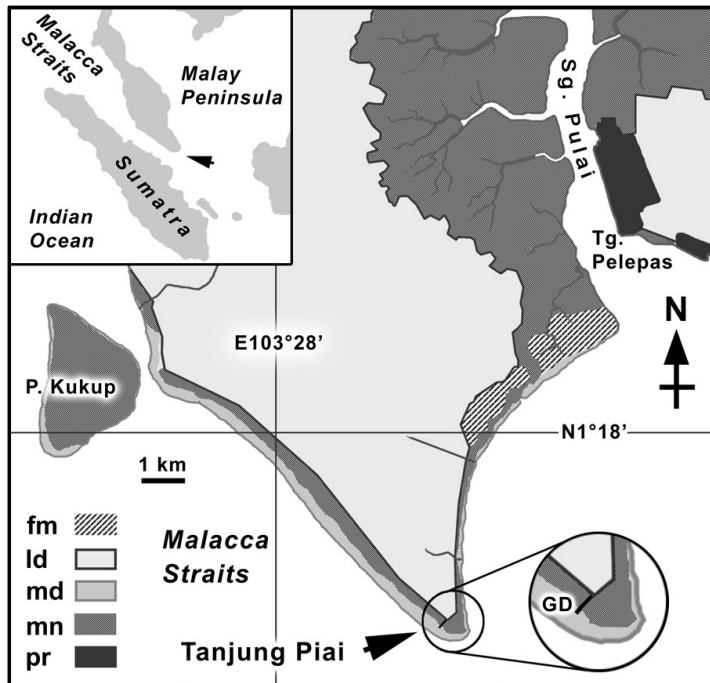 Malacca
Straits
Malay
Peninsula
Sumatra
Indian
Ocean
Sg. Pulai
Tg.
Pelepas
N
E103°28’
P. Kukup
N1°18’
1 km
fm
ld
md
mn
pr
Malacca
Straits
GD
Tanjung Piai